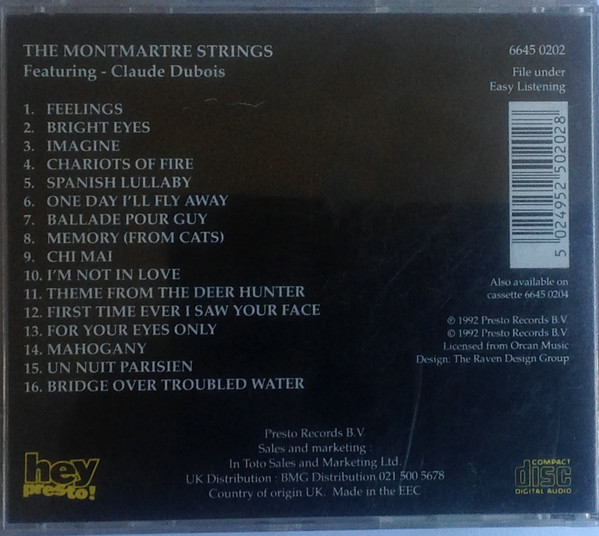 THE MONTMARTRE STRINGS
Featuring - Claude Dubois
6645 0202
File under
Easy Listening
1. FEELINGS
2. BRIGHT EYES
3. IMAGINE
4. CHARIOTS OF FIRE
5. SPANISH LULLABY
6. ONE DAY I'LL FLY AWAY
7. BALLADE POUR GUY
8. MEMORY (FROM CATS)
9. CHI MAI
10. I'M NOT IN LOVE
11. THEME FROM THE DEER HUNTER
12. FIRST TIME EVER I SAW YOUR FACE
13. FOR YOUR EYES ONLY
14. MAHOGANY
15. UN NUIT PARISIEN
16. BRIDGE OVER TROUBLED WATER
5 024952 502028
Also available on
cassette 6645 0204
℗ 1992 Presto Records B.V.
© 1992 Presto Records B.V.
Licensed from Orcan Music
Design: The Raven Design Group
Presto Records B.V.
Sales and marketing :
In Toto Sales and Marketing Ltd.
UK Distribution : BMG Distribution 021 500 5678
Country of origin UK. Made in the EEC
hey
presto!
COMPACT
disc
DIGITAL AUDIO